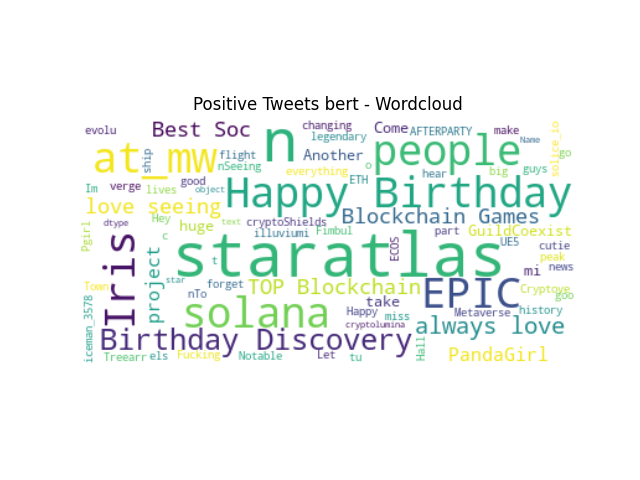 Positive Tweets bert - Wordcloud
evolu
Best Soc
n
changing
legendary
Come
AFTERPARTY
make
Name
solice_io
go
at_mw
ship
flight
nSeeing
Another
o
people
everything
ETH
hear
big
guys
Im
verge
lives
good
object
Happy Birthday
love seeing
Hey
huge
text
cryptoShields
Blockchain Games
Pgirl
dtype
c
illuviumi
Fimbul
part
GuildCoexist
ECOS
UE5
cutie
peak
Iris
project
staratlas
t
star
mi
news
Town
nTo
forget
TOP Blockchain
EPIC
Cryptove
goo
iceman_3578
solana
Happy
take
miss
Metaverse
history
cryptolumina
always love
Birthday Discovery
Hall
Treearr
els
Fucking
Notable
Let
tu
PandaGirl